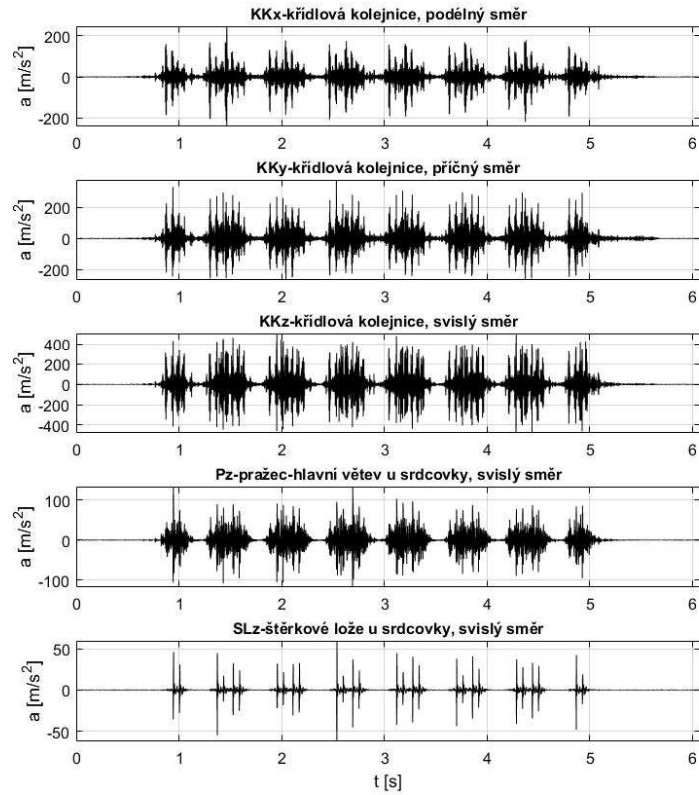 KKx-křídlová kolejnice, podélný směr
200
0
-200
a [m/s²]
0 1 2 3 4 5 6
KKy-křídlová kolejnice, příčný směr
200
0
-200
a [m/s²]
0 1 2 3 4 5 6
KKz-křídlová kolejnice, svislý směr
400
200
0
-200
-400
a [m/s²]
0 1 2 3 4 5 6
Pz-pražec-hlavní větev u srdcovky, svislý směr
100
0
-100
a [m/s²]
0 1 2 3 4 5 6
SLz-štěrkové lože u srdcovky, svislý směr
50
0
-50
a [m/s²]
0 1 2 3 4 5 6
t [s]